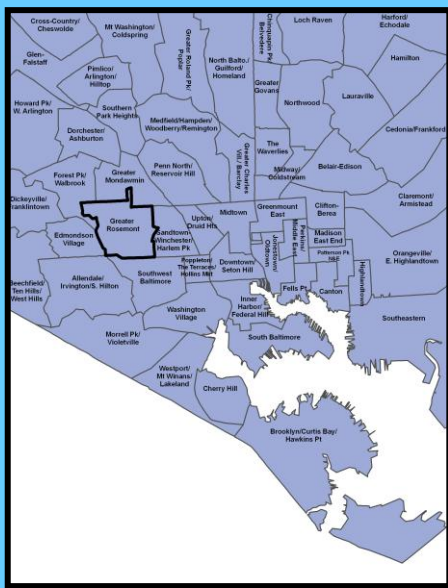 Cross-Country/
Cheswolde
Mt Washington/
Coldspring
Greater Roland Pk/
Poplar
North Balto./
Guilford/
Homeland
Chinquapin Pk/
Belvedere
Loch Raven
Harford/
Echodale
Glen-
Falstaff
Pimlico/
Arlington/
Hilltop
Greater
Govans
Northwood
Lauraville
Hamilton
Howard Pk/
W. Arlington
Southern
Park Heights
Dorchester/
Ashburton
Medfield/Hampden/
Woodberry/Remington
The
Waverlies
Cedonia/Frankford
Forest Pk/
Walbrook
Greater
Mondawmin
Penn North/
Reservoir Hill
Greater Charles
Vill./ Barclay
Midway/
Coldstream
Belair-Edison
Dickeyville/
Franklintown
Claremont/
Armistead
Greater
Rosemont
Upton/
Druid Hts
Midtown
Greenmount
East
Clifton-
Berea
Edmondson
Village
Sandtown
Winchester/
Harlem Pk
Jonestown/
Oldtown
Perkins/
Middle East
Madison
East End
Orangeville/
E. Highlandtown
Beechfield/
Ten Hills/
West Hills
Allendale/
Irvington/S. Hilton
Southwest
Baltimore
Poppleton/
The Terraces/
Hollins Mkt
Downtown/
Seton Hill
Patterson Pk
N&E
Highlandtown
Fells Pt
Canton
Washington
Village
Inner
Harbor/
Federal Hill
Southeastern
Morrell Pk/
Violetville
South Baltimore
Westport/
Mt Winans/
Lakeland
Cherry Hill
Brooklyn/Curtis Bay/
Hawkins Pt